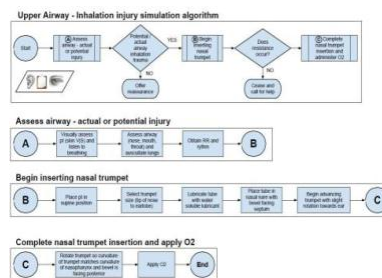 Upper Airway - Inhalation injury simulation algorithm
Start
A Assess
airway - actual
or potential
injury
Potential/
actual
airway
inhalation
trauma
YES
NO
Offer
reassurance
B Begin
inserting
nasal
trumpet
Does
resistance
occur?
NO
Cease and
call for help
C Complete
nasal trumpet
insertion and
administer O2
Assess airway - actual or potential injury
A
Visually assess
pt (skin
and
listen to
breathing
Assess airway
(nose, mouth,
throat) and
auscultate lungs
Obtain RR and
B
Begin inserting nasal trumpet
B
Place pt in
supine position
Select trumpet
size (tip of nose
to
Lubricate tube
with water
soluble lubricant
Place tube in
nasal
with
bevel facing
septum
Begin advancing
trumpet with slight
rotation towards ear
C
Complete nasal trumpet insertion and apply O2
C
Rotate trumpet so curvature
of trumpet matches curvature
of nasopharynx and bevel is
facing posterior
Apply O2
End